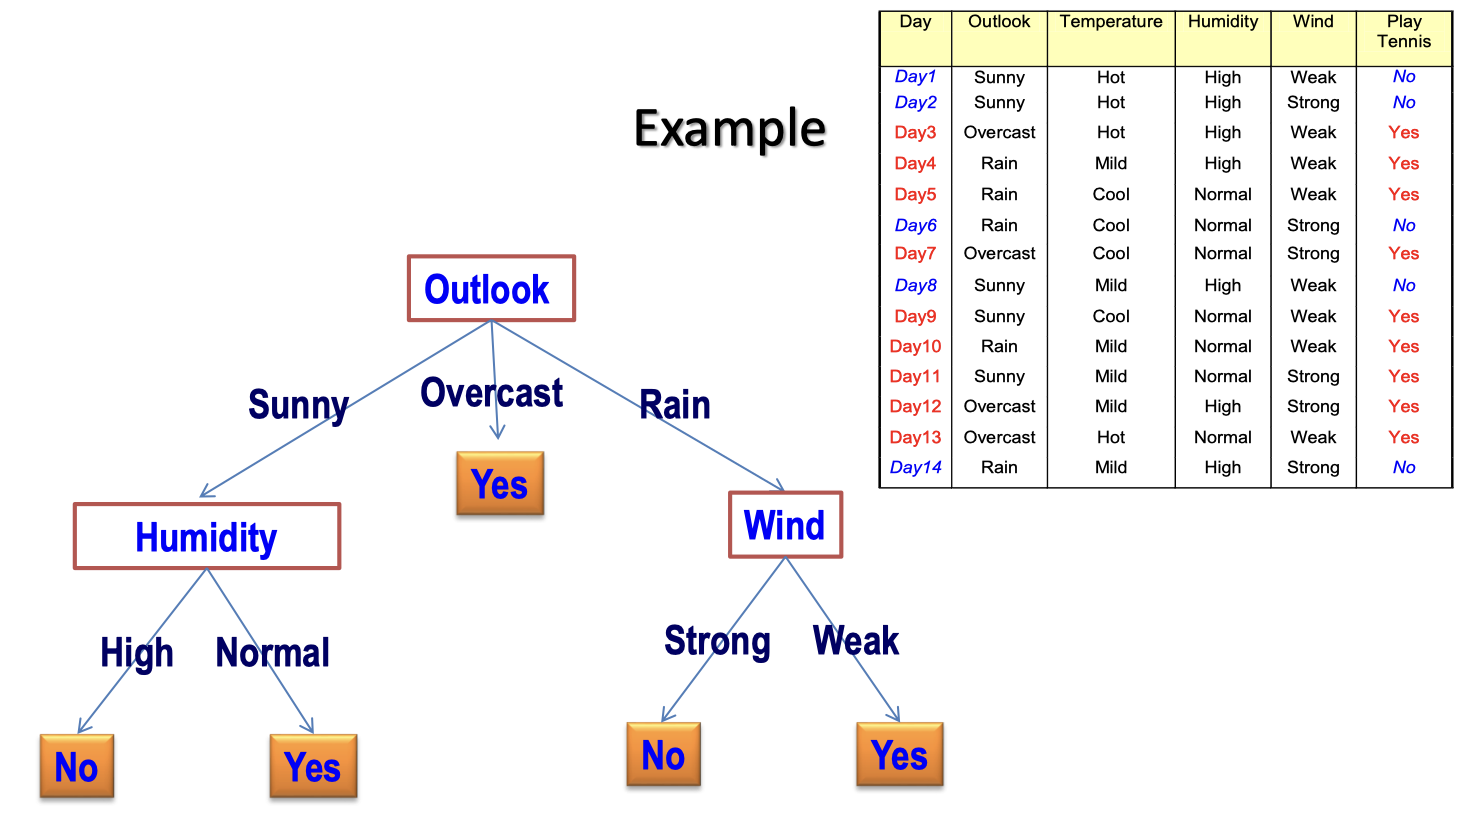 Example
Day Outlook Temperature Humidity Wind Play Tennis
Day1 Sunny Hot High Weak No
Day2 Sunny Hot High Strong No
Day3 Overcast Hot High Weak Yes
Day4 Rain Mild High Weak Yes
Day5 Rain Cool Normal Weak Yes
Day6 Rain Cool Normal Strong No
Day7 Overcast Cool Normal Strong Yes
Day8 Sunny Mild High Weak No
Day9 Sunny Cool Normal Weak Yes
Day10 Rain Mild Normal Weak Yes
Day11 Sunny Mild Normal Strong Yes
Day12 Overcast Mild High Strong Yes
Day13 Overcast Hot Normal Weak Yes
Day14 Rain Mild High Strong No
Outlook
Sunny Overcast Rain
Yes
Humidity Wind
High Normal Strong Weak
No Yes No Yes